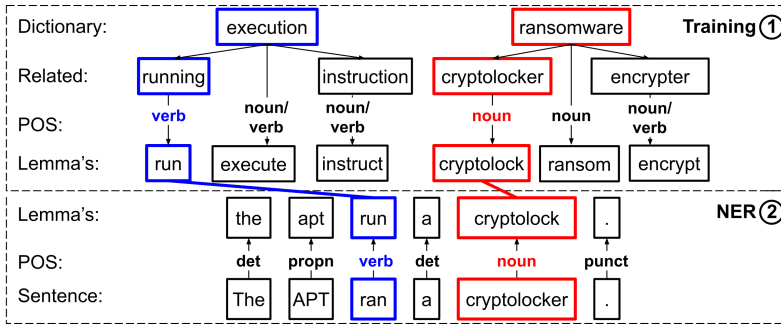 Dictionary: execution ransomware Training 1
Related: running instruction cryptolocker encrypter
verb noun/ verb noun/ verb noun noun noun/ verb
POS:
Lemma's: run execute instruct cryptolock ransom encrypt
Lemma's: the apt run a cryptolock . NER 2
POS: det propn verb det noun punct
Sentence: The APT ran a cryptolocker .